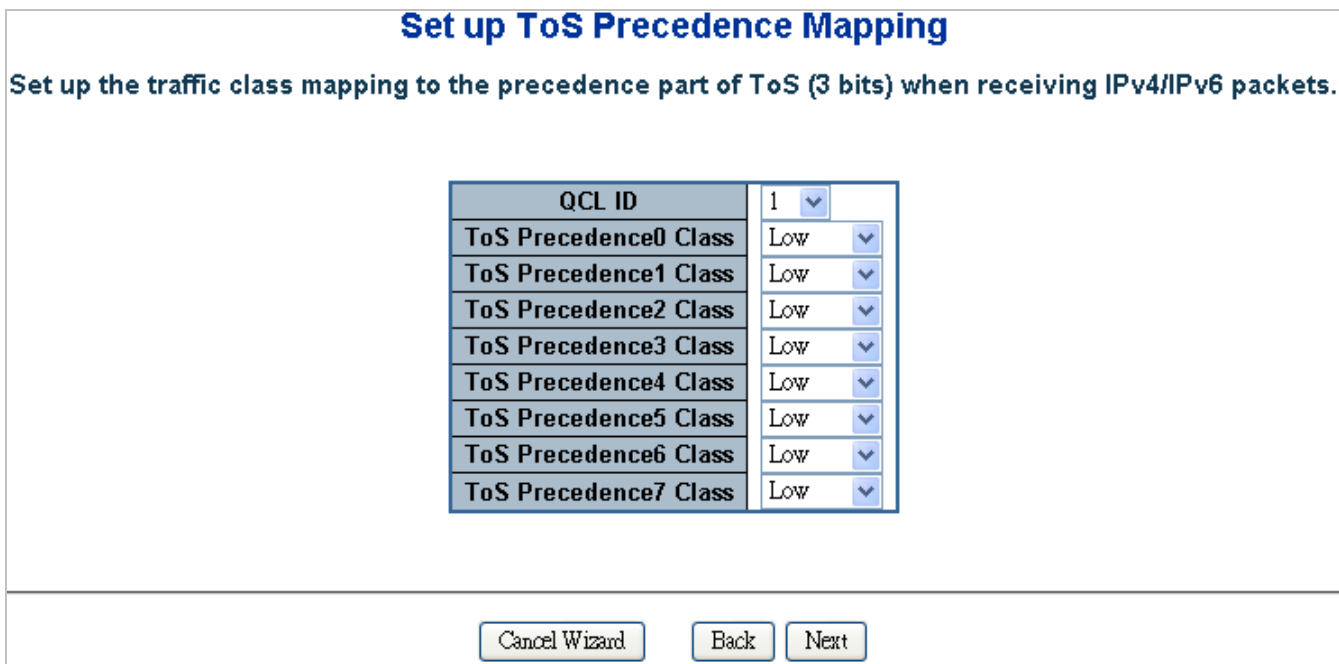 Set up ToS Precedence Mapping
Set up the traffic class mapping to the precedence part of ToS (3 bits) when receiving IPv4/IPv6 packets.
QCL ID 1
ToS Precedence0 Class Low
ToS Precedence1 Class Low
ToS Precedence2 Class Low
ToS Precedence3 Class Low
ToS Precedence4 Class Low
ToS Precedence5 Class Low
ToS Precedence6 Class Low
ToS Precedence7 Class Low
Cancel Wizard Back Next